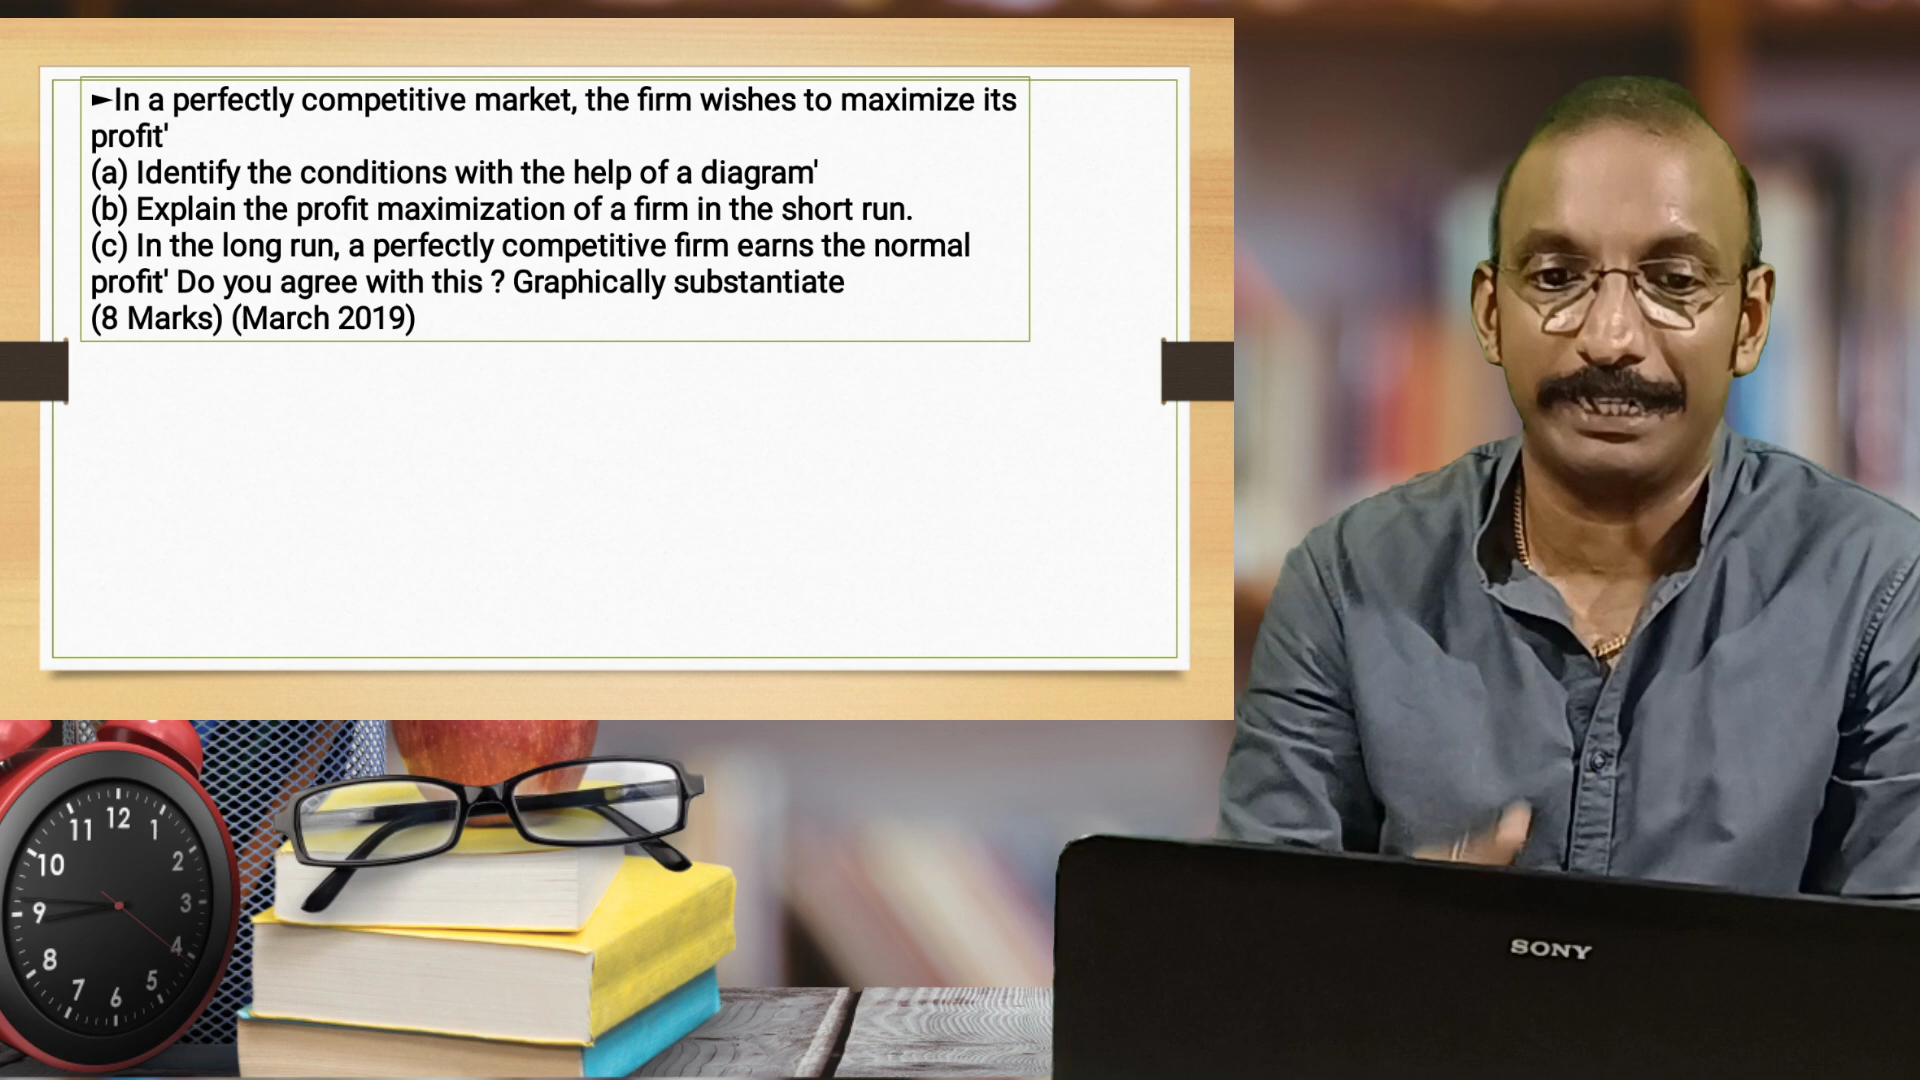 ►In a perfectly competitive market, the firm wishes to maximize its
profit'
(a) Identify the conditions with the help of a diagram'
(b) Explain the profit maximization of a firm in the short run.
(c) In the long run, a perfectly competitive firm earns the normal
profit' Do you agree with this ? Graphically substantiate
(8 Marks) (March 2019)
12
1
2
3
4
5
6
7
8
9
10
11
SONY